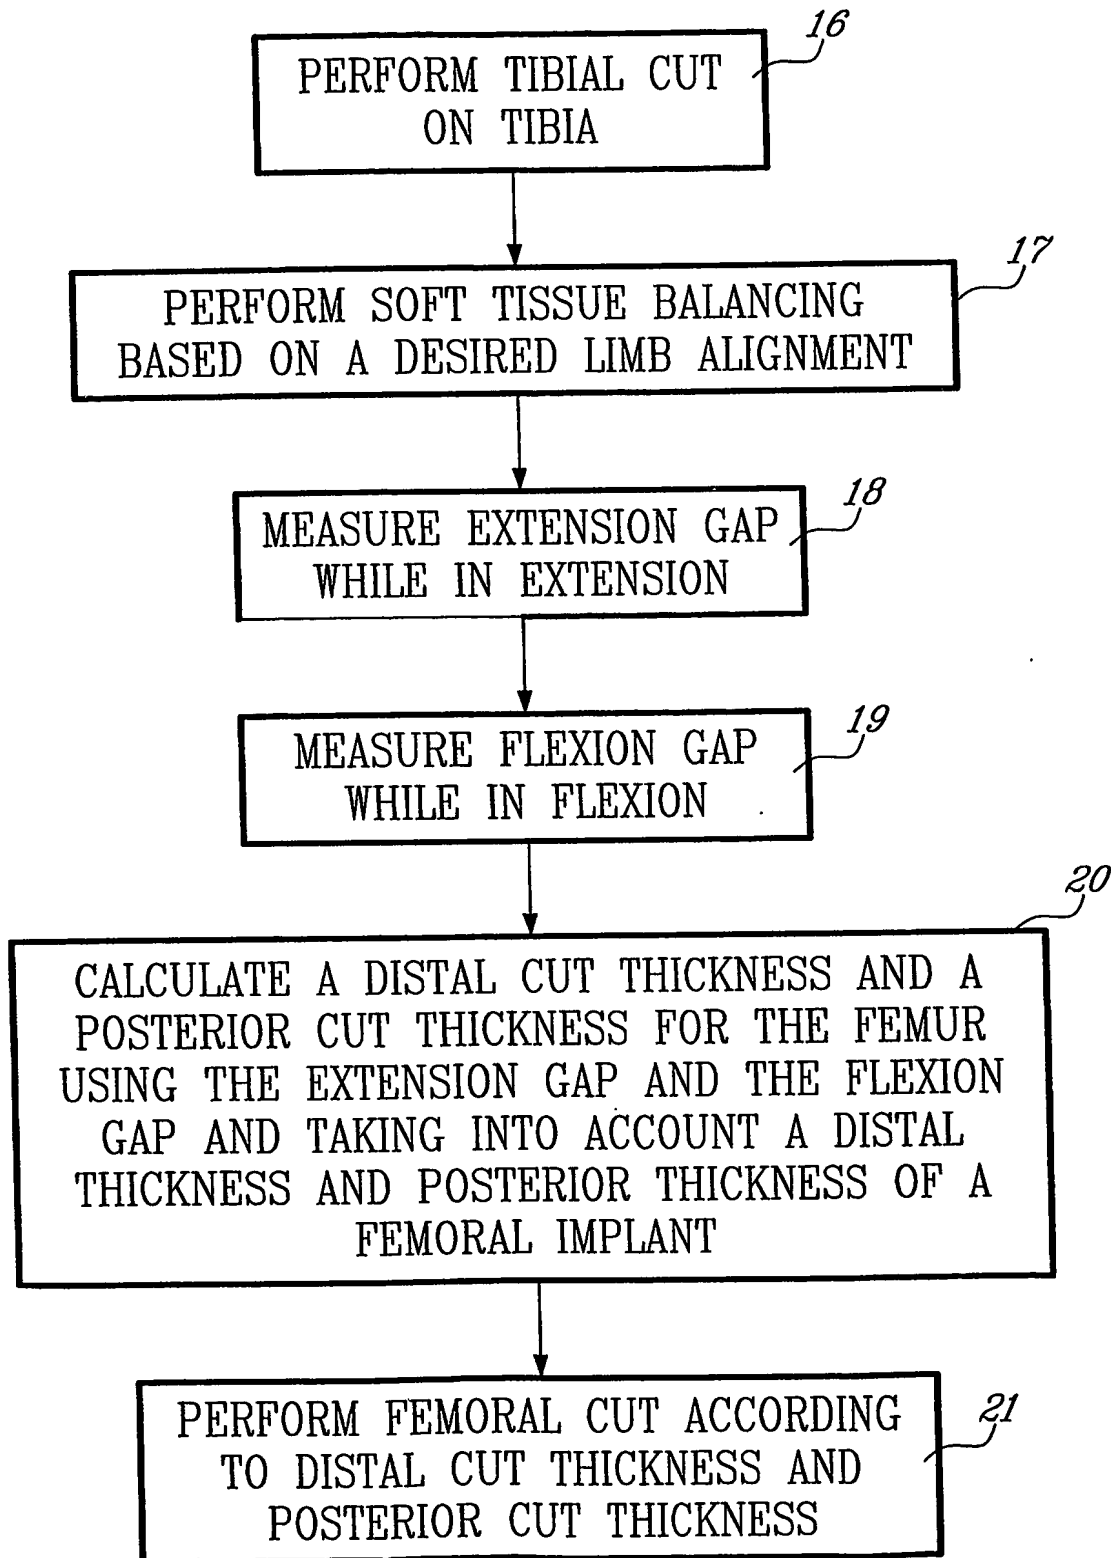 16
PERFORM TIBIAL CUT
ON TIBIA
17
PERFORM SOFT TISSUE BALANCING
BASED ON A DESIRED LIMB ALIGNMENT
18
MEASURE EXTENSION GAP
WHILE IN EXTENSION
19
MEASURE FLEXION GAP
WHILE IN FLEXION
20
CALCULATE A DISTAL CUT THICKNESS AND A
POSTERIOR CUT THICKNESS FOR THE FEMUR
USING THE EXTENSION GAP AND THE FLEXION
GAP AND TAKING INTO ACCOUNT A DISTAL
THICKNESS AND POSTERIOR THICKNESS OF A
FEMORAL IMPLANT
21
PERFORM FEMORAL CUT ACCORDING
TO DISTAL CUT THICKNESS AND
POSTERIOR CUT THICKNESS